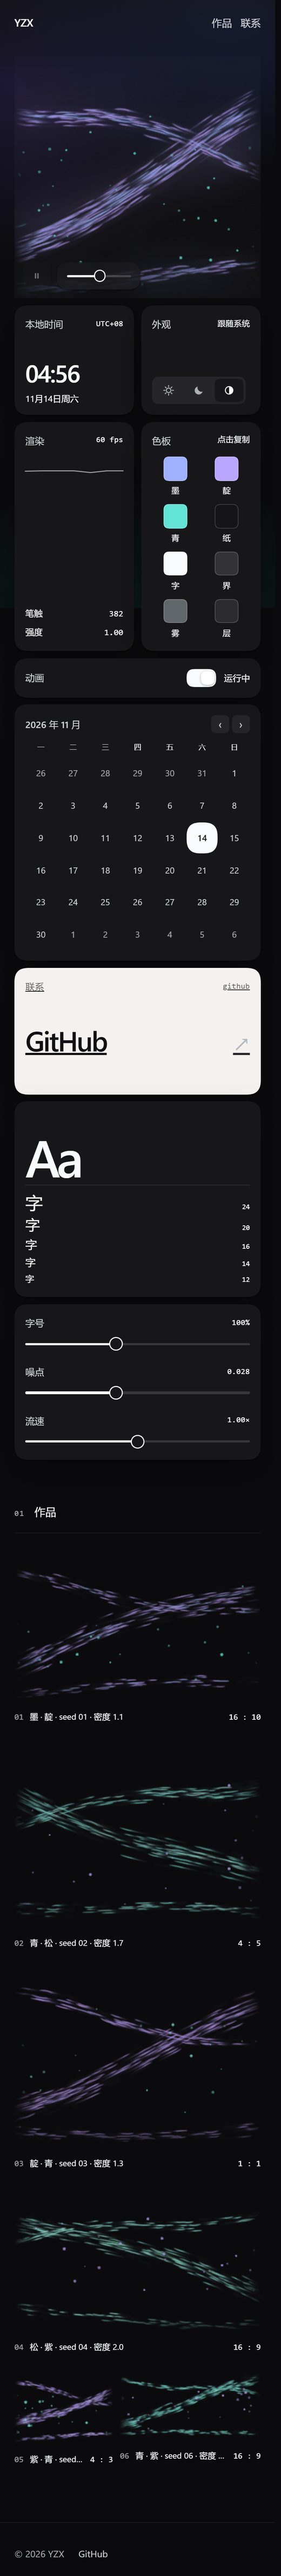 YZX 作品 联系
本地时间 UTC+08
04:56
11月14日周六
外观 跟随系统
渲染 60 fps
笔触 382
强度 1.00
色板 点击复制
墨 靛
青 纸
字 界
雾 层
动画 运行中
2026 年 11 月 ‹ ›
一 二 三 四 五 六 日
26 27 28 29 30 31 1
2 3 4 5 6 7 8
9 10 11 12 13 14 15
16 17 18 19 20 21 22
23 24 25 26 27 28 29
30 1 2 3 4 5 6
联系 github
GitHub ↗
Aa
字 24
字 20
字 16
字 14
字 12
字号 100%
噪点 0.028
流速 1.00×
01 作品
01 墨 · 靛 · seed 01 · 密度 1.1 16 : 10
02 青 · 松 · seed 02 · 密度 1.7 4 : 5
03 靛 · 青 · seed 03 · 密度 1.3 1 : 1
04 松 · 紫 · seed 04 · 密度 2.0 16 : 9
05 紫 · 青 · seed... 4 : 3
06 青 · 紫 · seed 06 · 密度 ... 16 : 9
© 2026 YZX GitHub